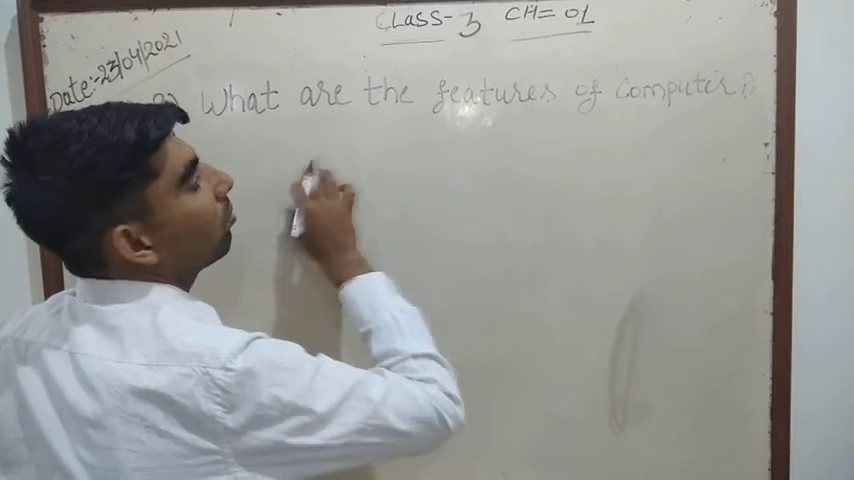 CLass-3 CH=01
Date:-23/04/2021
Q) What are the features of Computer?